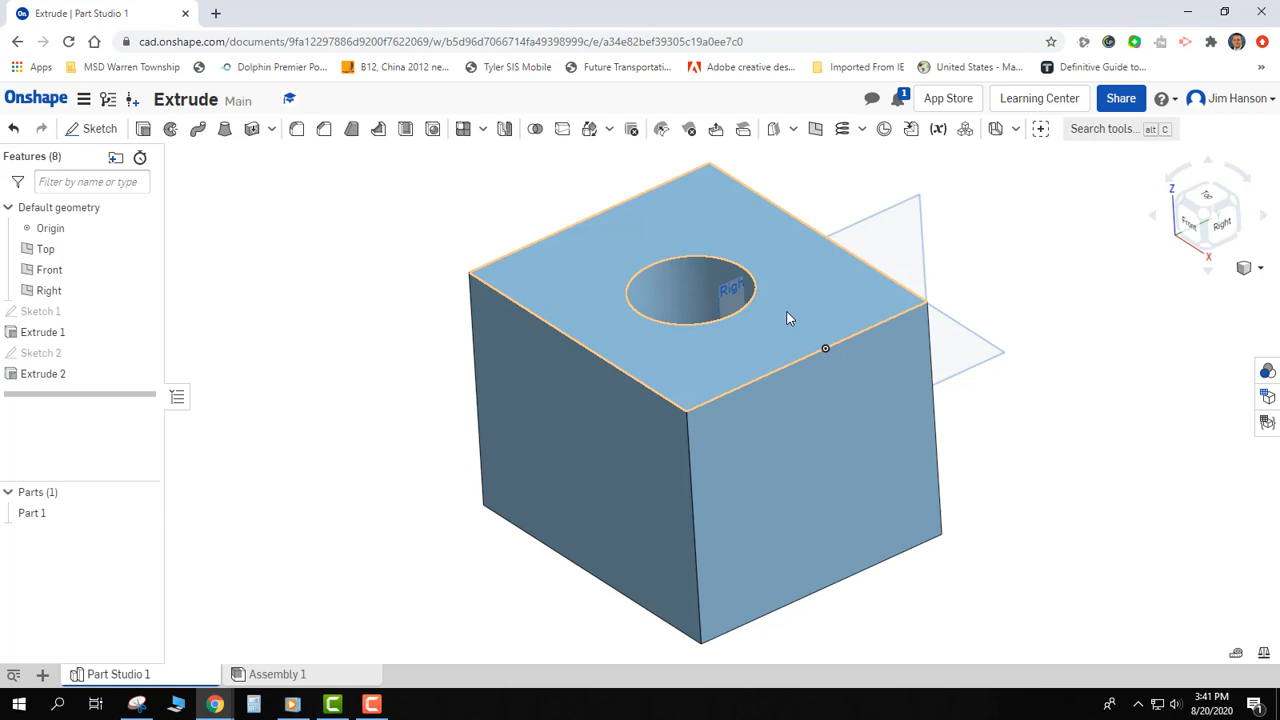 On Extrude | Part Studio 1
cad.onshape.com/documents/9fa12297886d9200f7622069/w/b5d96d7066714fa49398999c/e/a34e82bef39305c19a0ee7c0
Apps MSD Warren Township Dolphin Premier Po... B12, China 2012 ne... Tyler SIS Mobile Future Transportati... Adobe creative des... Imported From IE United States - Ma... T Definitive Guide to... »
Onshape Extrude Main 1 App Store Learning Center Share Jim Hanson
Sketch (x) Search tools... alt C
Features (8)
Filter by name or type
Default geometry
Origin
Top
Front
Right
Sketch 1
Extrude 1
Sketch 2
Extrude 2
Parts (1)
Part 1
Righ
Z
Front Right
X
Part Studio 1 Assembly 1
3:41 PM
8/20/2020
1